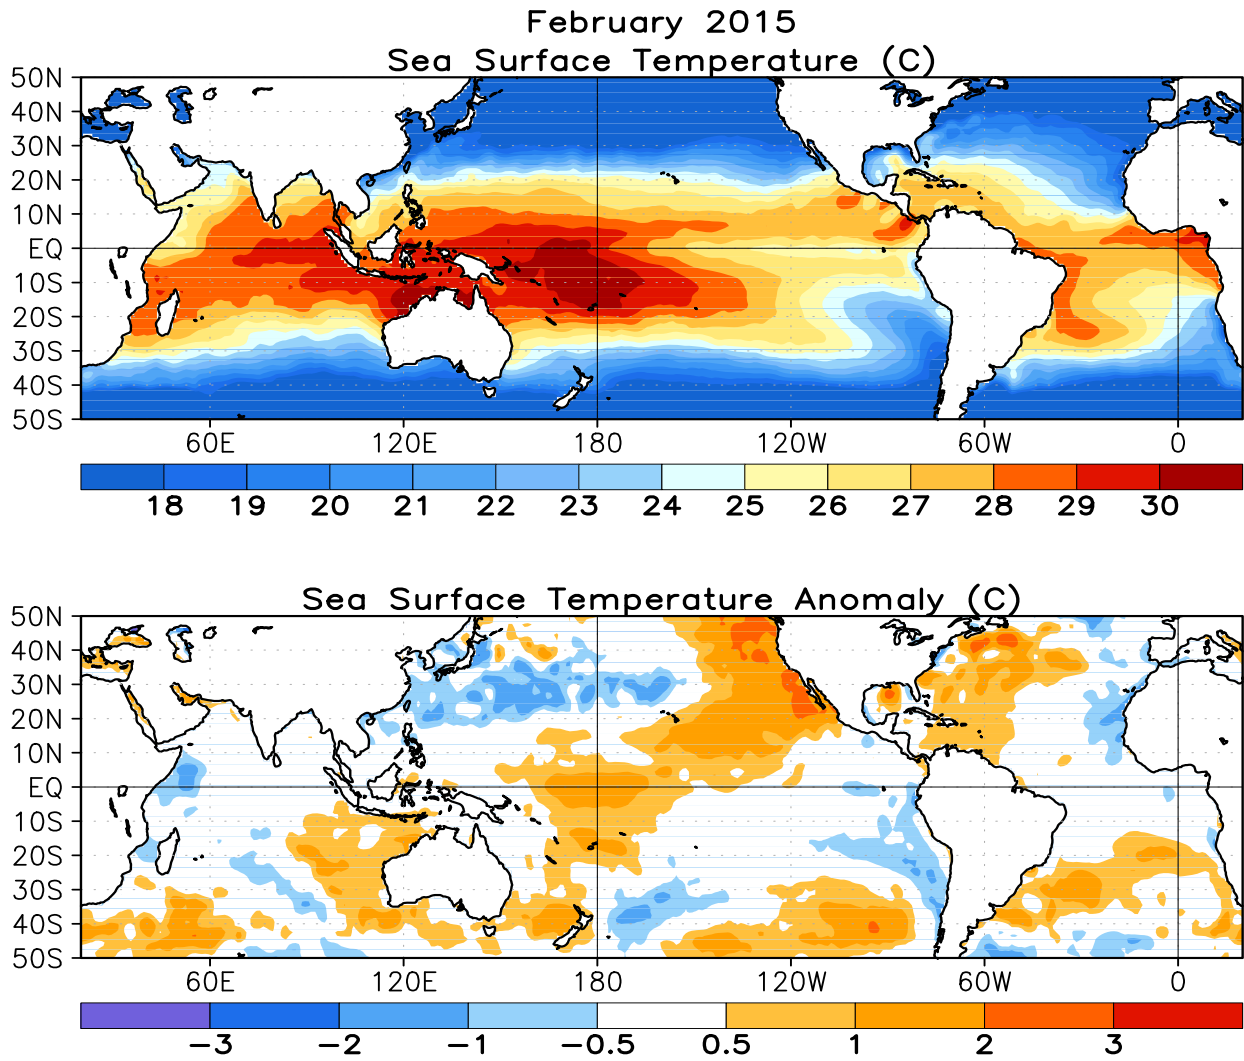 February 2015
Sea Surface Temperature (C)
50N
40N
30N
20N
10N
EQ
10S
20S
30S
40S
50S
60E 120E 180 120W 60W 0
18 19 20 21 22 23 24 25 26 27 28 29 30
Sea Surface Temperature Anomaly (C)
50N
40N
30N
20N
10N
EQ
10S
20S
30S
40S
50S
60E 120E 180 120W 60W 0
−3 −2 −1 −0.5 0.5 1 2 3